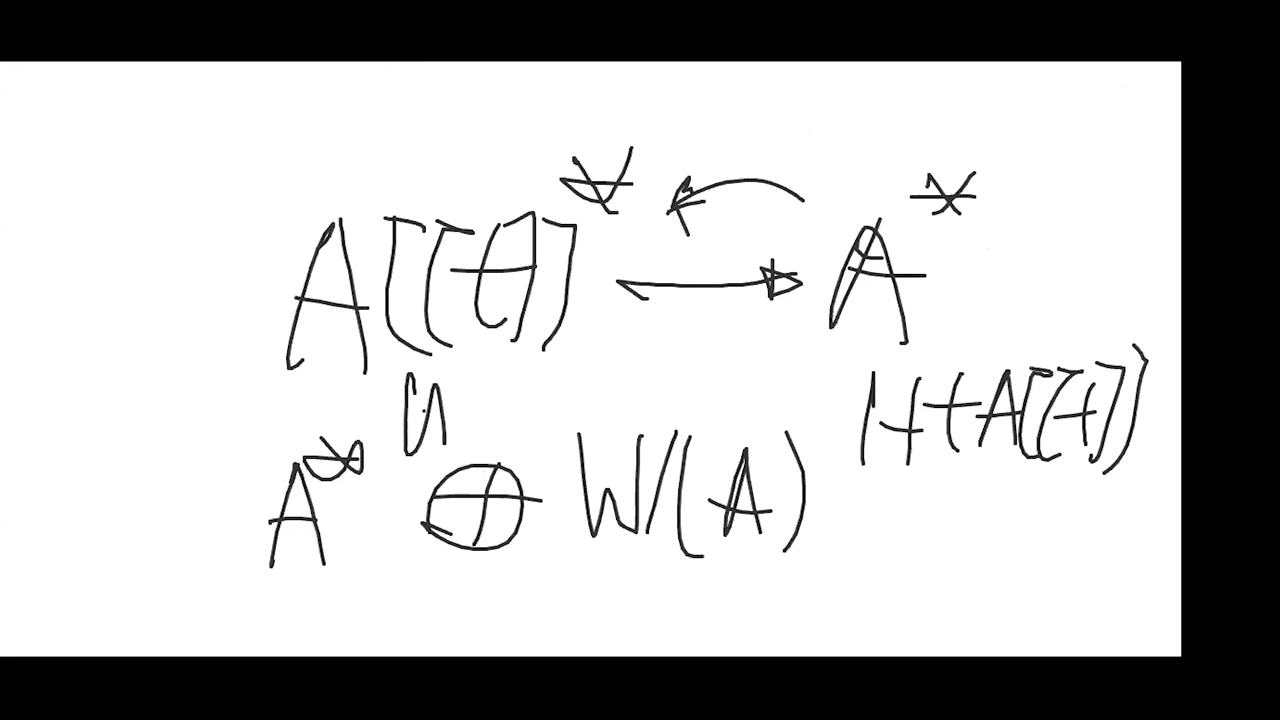 A[[t]]^* ⟷ A^*
1+tA[[t]])
A^* ⊕ W(A)